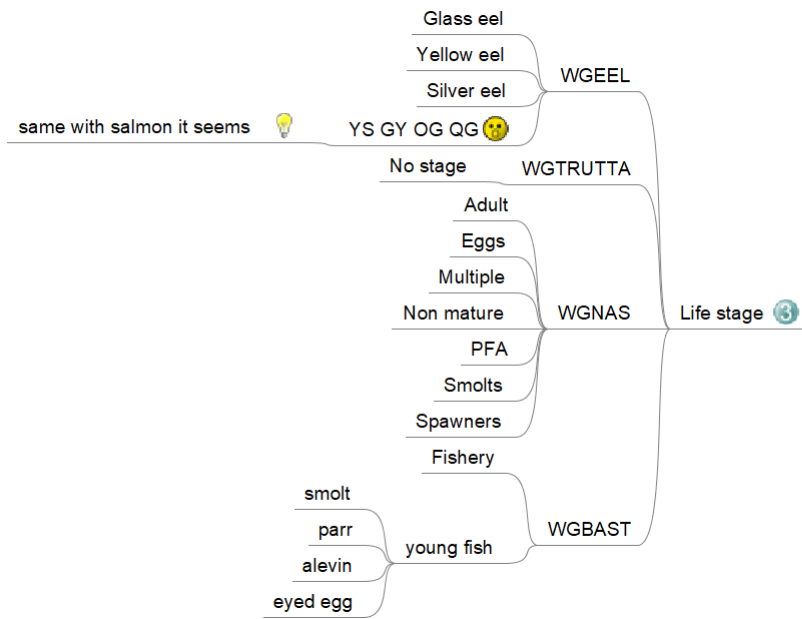 Glass eel
Yellow eel
WGEEL
Silver eel
same with salmon it seems
YS GY OG QG
No stage
WGTRUTTA
Adult
Eggs
Multiple
Non mature
WGNAS
Life stage 3
PFA
Smolts
Spawners
Fishery
smolt
parr
WGBAST
young fish
alevin
eyed egg